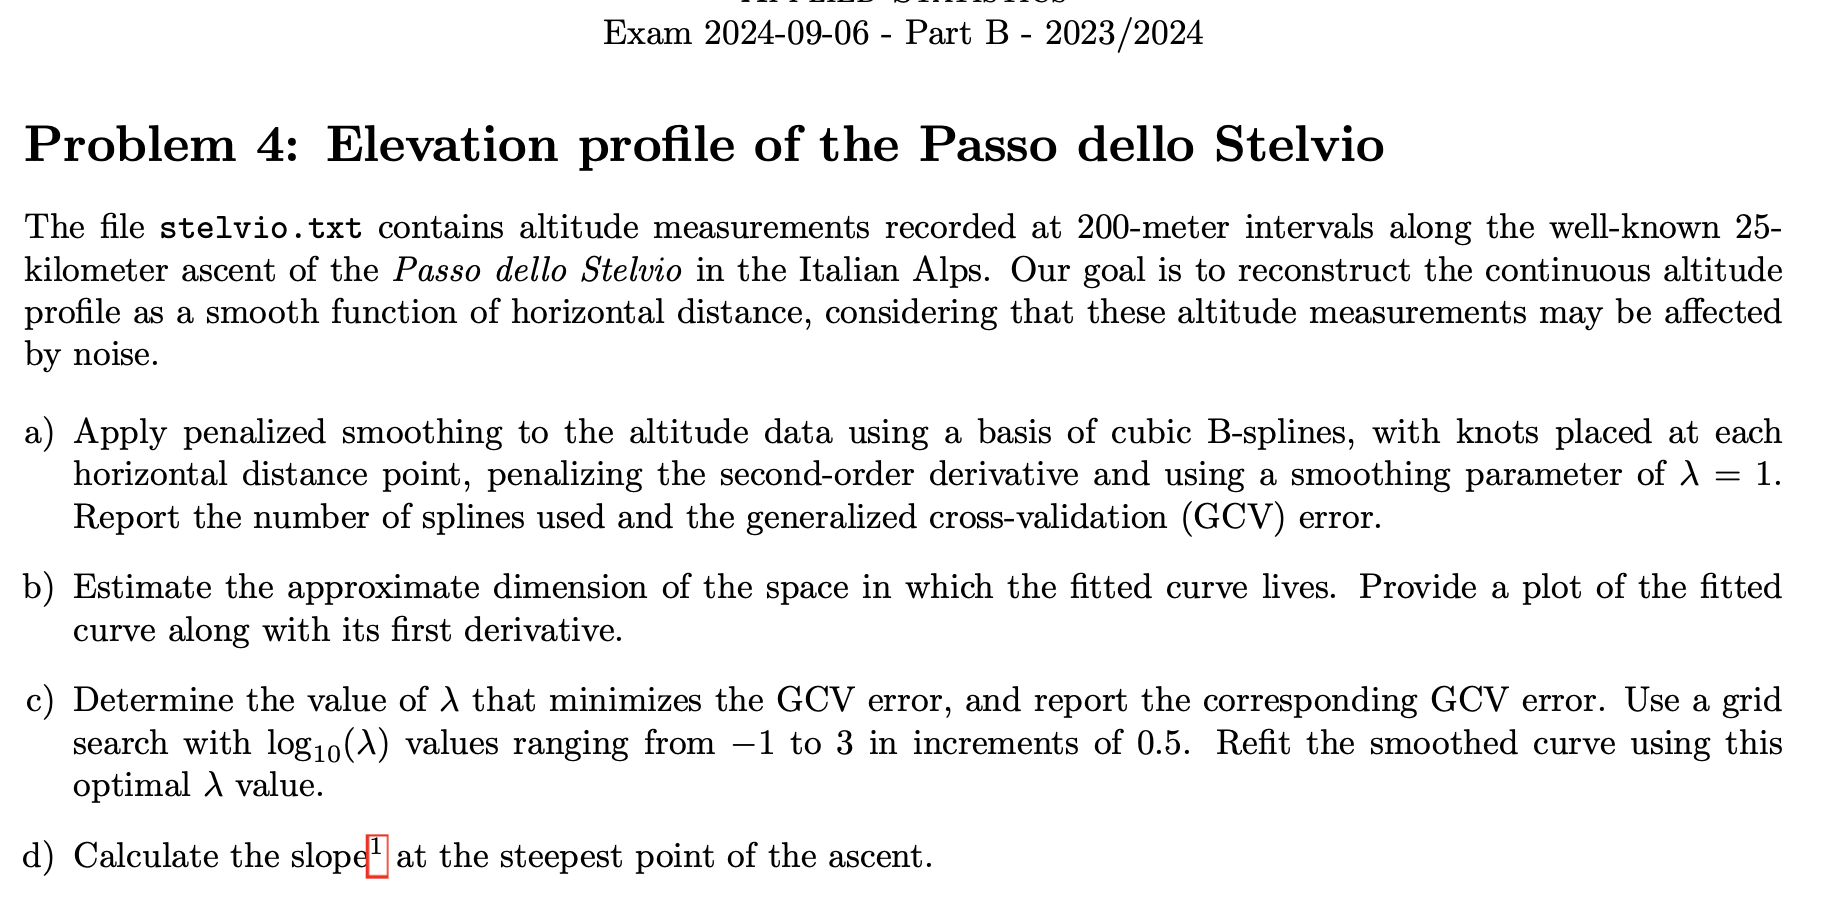 Exam 2024-09-06 - Part B - 2023/2024
Problem 4: Elevation profile of the Passo dello Stelvio
The file stelvio.txt contains altitude measurements recorded at 200-meter intervals along the well-known 25-
kilometer ascent of the Passo dello Stelvio in the Italian Alps. Our goal is to reconstruct the continuous altitude
profile as a smooth function of horizontal distance, considering that these altitude measurements may be affected
by noise.
a) Apply penalized smoothing to the altitude data using a basis of cubic B-splines, with knots placed at each
horizontal distance point, penalizing the second-order derivative and using a smoothing parameter of λ = 1.
Report the number of splines used and the generalized cross-validation (GCV) error.
b) Estimate the approximate dimension of the space in which the fitted curve lives. Provide a plot of the fitted
curve along with its first derivative.
c) Determine the value of λ that minimizes the GCV error, and report the corresponding GCV error. Use a grid
search with log₁₀(λ) values ranging from −1 to 3 in increments of 0.5. Refit the smoothed curve using this
optimal λ value.
d) Calculate the slope¹ at the steepest point of the ascent.